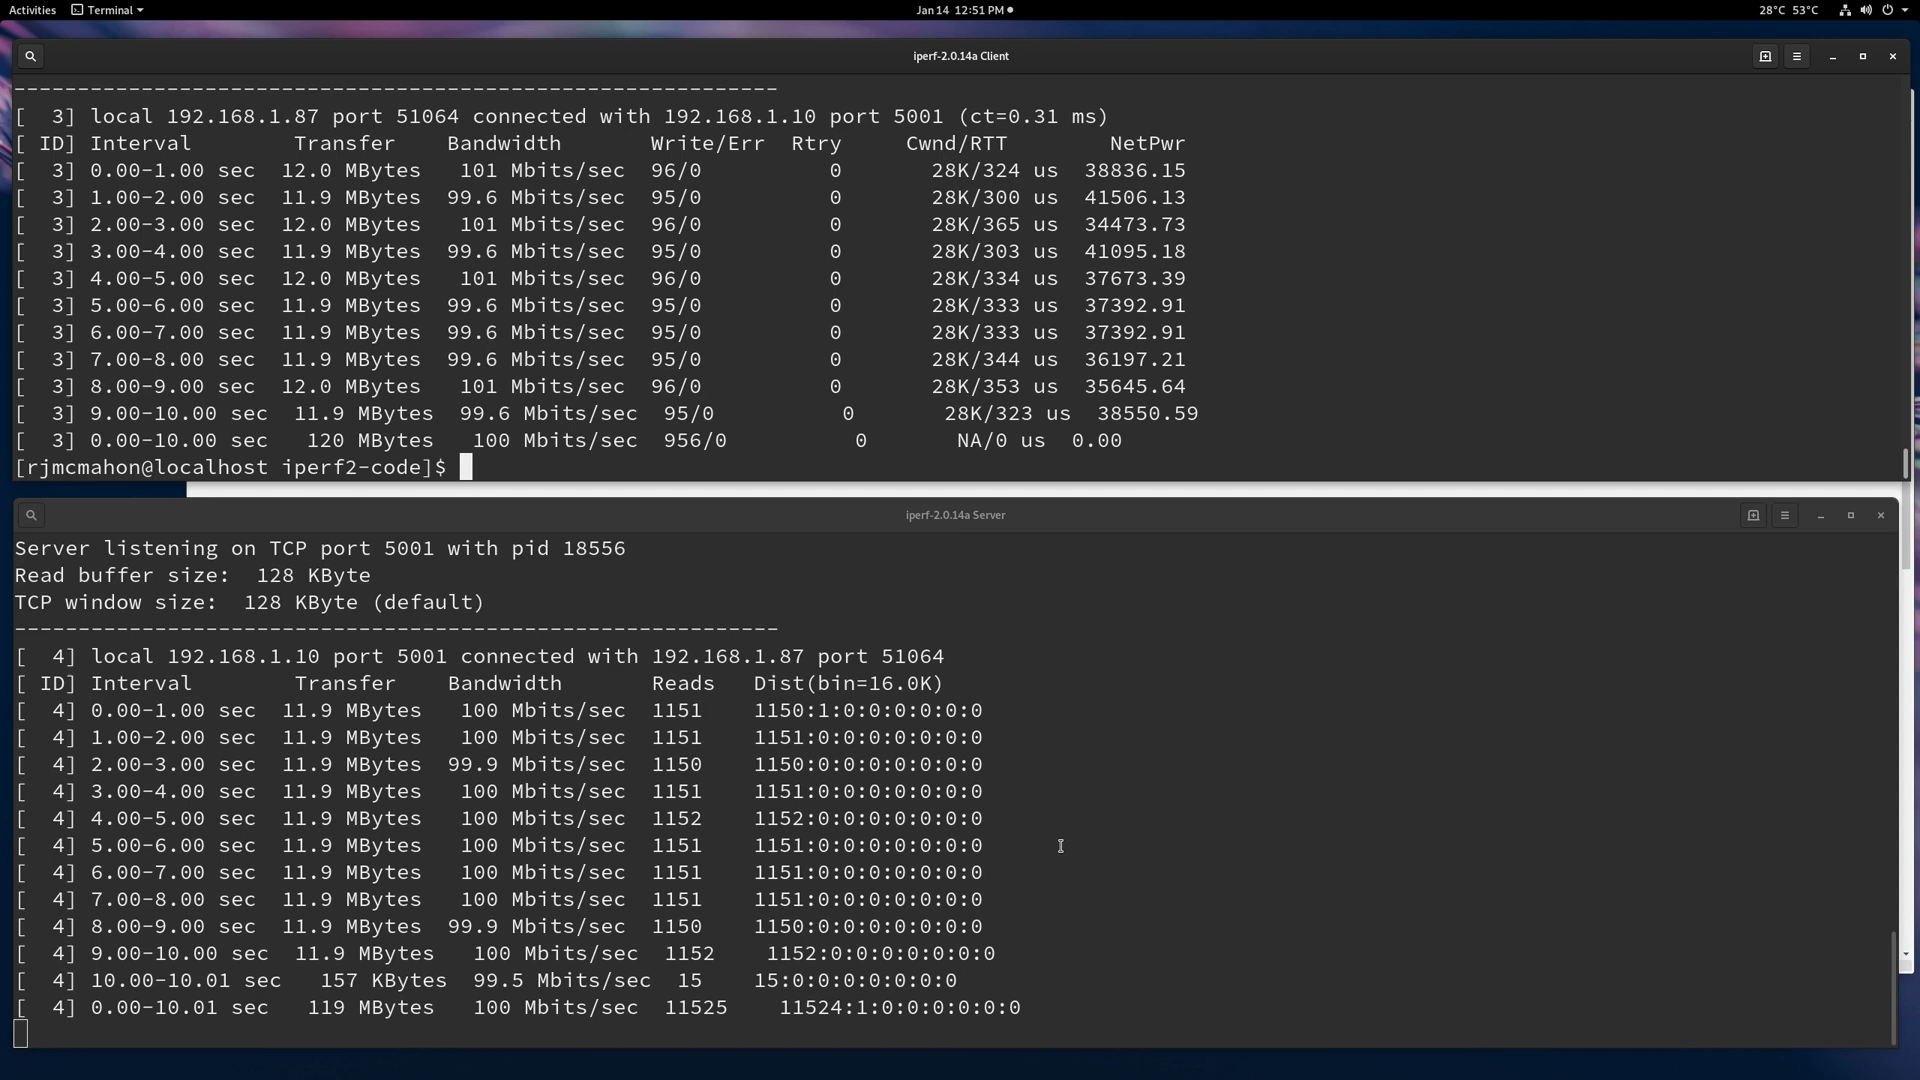 Activities Terminal Jan 14 12:51 PM 28°C 53°C
iperf-2.0.14a Client
------------------------------------------------------------
[  3] local 192.168.1.87 port 51064 connected with 192.168.1.10 port 5001 (ct=0.31 ms)
[ ID] Interval        Transfer    Bandwidth       Write/Err  Rtry     Cwnd/RTT        NetPwr
[  3] 0.00-1.00 sec  12.0 MBytes   101 Mbits/sec  96/0          0       28K/324 us  38836.15
[  3] 1.00-2.00 sec  11.9 MBytes  99.6 Mbits/sec  95/0          0       28K/300 us  41506.13
[  3] 2.00-3.00 sec  12.0 MBytes   101 Mbits/sec  96/0          0       28K/365 us  34473.73
[  3] 3.00-4.00 sec  11.9 MBytes  99.6 Mbits/sec  95/0          0       28K/303 us  41095.18
[  3] 4.00-5.00 sec  12.0 MBytes   101 Mbits/sec  96/0          0       28K/334 us  37673.39
[  3] 5.00-6.00 sec  11.9 MBytes  99.6 Mbits/sec  95/0          0       28K/333 us  37392.91
[  3] 6.00-7.00 sec  11.9 MBytes  99.6 Mbits/sec  95/0          0       28K/333 us  37392.91
[  3] 7.00-8.00 sec  11.9 MBytes  99.6 Mbits/sec  95/0          0       28K/344 us  36197.21
[  3] 8.00-9.00 sec  12.0 MBytes   101 Mbits/sec  96/0          0       28K/353 us  35645.64
[  3] 9.00-10.00 sec  11.9 MBytes  99.6 Mbits/sec  95/0          0       28K/323 us  38550.59
[  3] 0.00-10.00 sec   120 MBytes   100 Mbits/sec  956/0          0       NA/0 us  0.00
[rjmcmahon@localhost iperf2-code]$
iperf-2.0.14a Server
Server listening on TCP port 5001 with pid 18556
Read buffer size:  128 KByte
TCP window size:  128 KByte (default)
------------------------------------------------------------
[  4] local 192.168.1.10 port 5001 connected with 192.168.1.87 port 51064
[ ID] Interval        Transfer    Bandwidth       Reads   Dist(bin=16.0K)
[  4] 0.00-1.00 sec  11.9 MBytes   100 Mbits/sec  1151    1150:1:0:0:0:0:0:0
[  4] 1.00-2.00 sec  11.9 MBytes   100 Mbits/sec  1151    1151:0:0:0:0:0:0:0
[  4] 2.00-3.00 sec  11.9 MBytes  99.9 Mbits/sec  1150    1150:0:0:0:0:0:0:0
[  4] 3.00-4.00 sec  11.9 MBytes   100 Mbits/sec  1151    1151:0:0:0:0:0:0:0
[  4] 4.00-5.00 sec  11.9 MBytes   100 Mbits/sec  1152    1152:0:0:0:0:0:0:0
[  4] 5.00-6.00 sec  11.9 MBytes   100 Mbits/sec  1151    1151:0:0:0:0:0:0:0
[  4] 6.00-7.00 sec  11.9 MBytes   100 Mbits/sec  1151    1151:0:0:0:0:0:0:0
[  4] 7.00-8.00 sec  11.9 MBytes   100 Mbits/sec  1151    1151:0:0:0:0:0:0:0
[  4] 8.00-9.00 sec  11.9 MBytes  99.9 Mbits/sec  1150    1150:0:0:0:0:0:0:0
[  4] 9.00-10.00 sec  11.9 MBytes   100 Mbits/sec  1152    1152:0:0:0:0:0:0:0
[  4] 10.00-10.01 sec   157 KBytes  99.5 Mbits/sec  15    15:0:0:0:0:0:0:0
[  4] 0.00-10.01 sec   119 MBytes   100 Mbits/sec  11525    11524:1:0:0:0:0:0:0